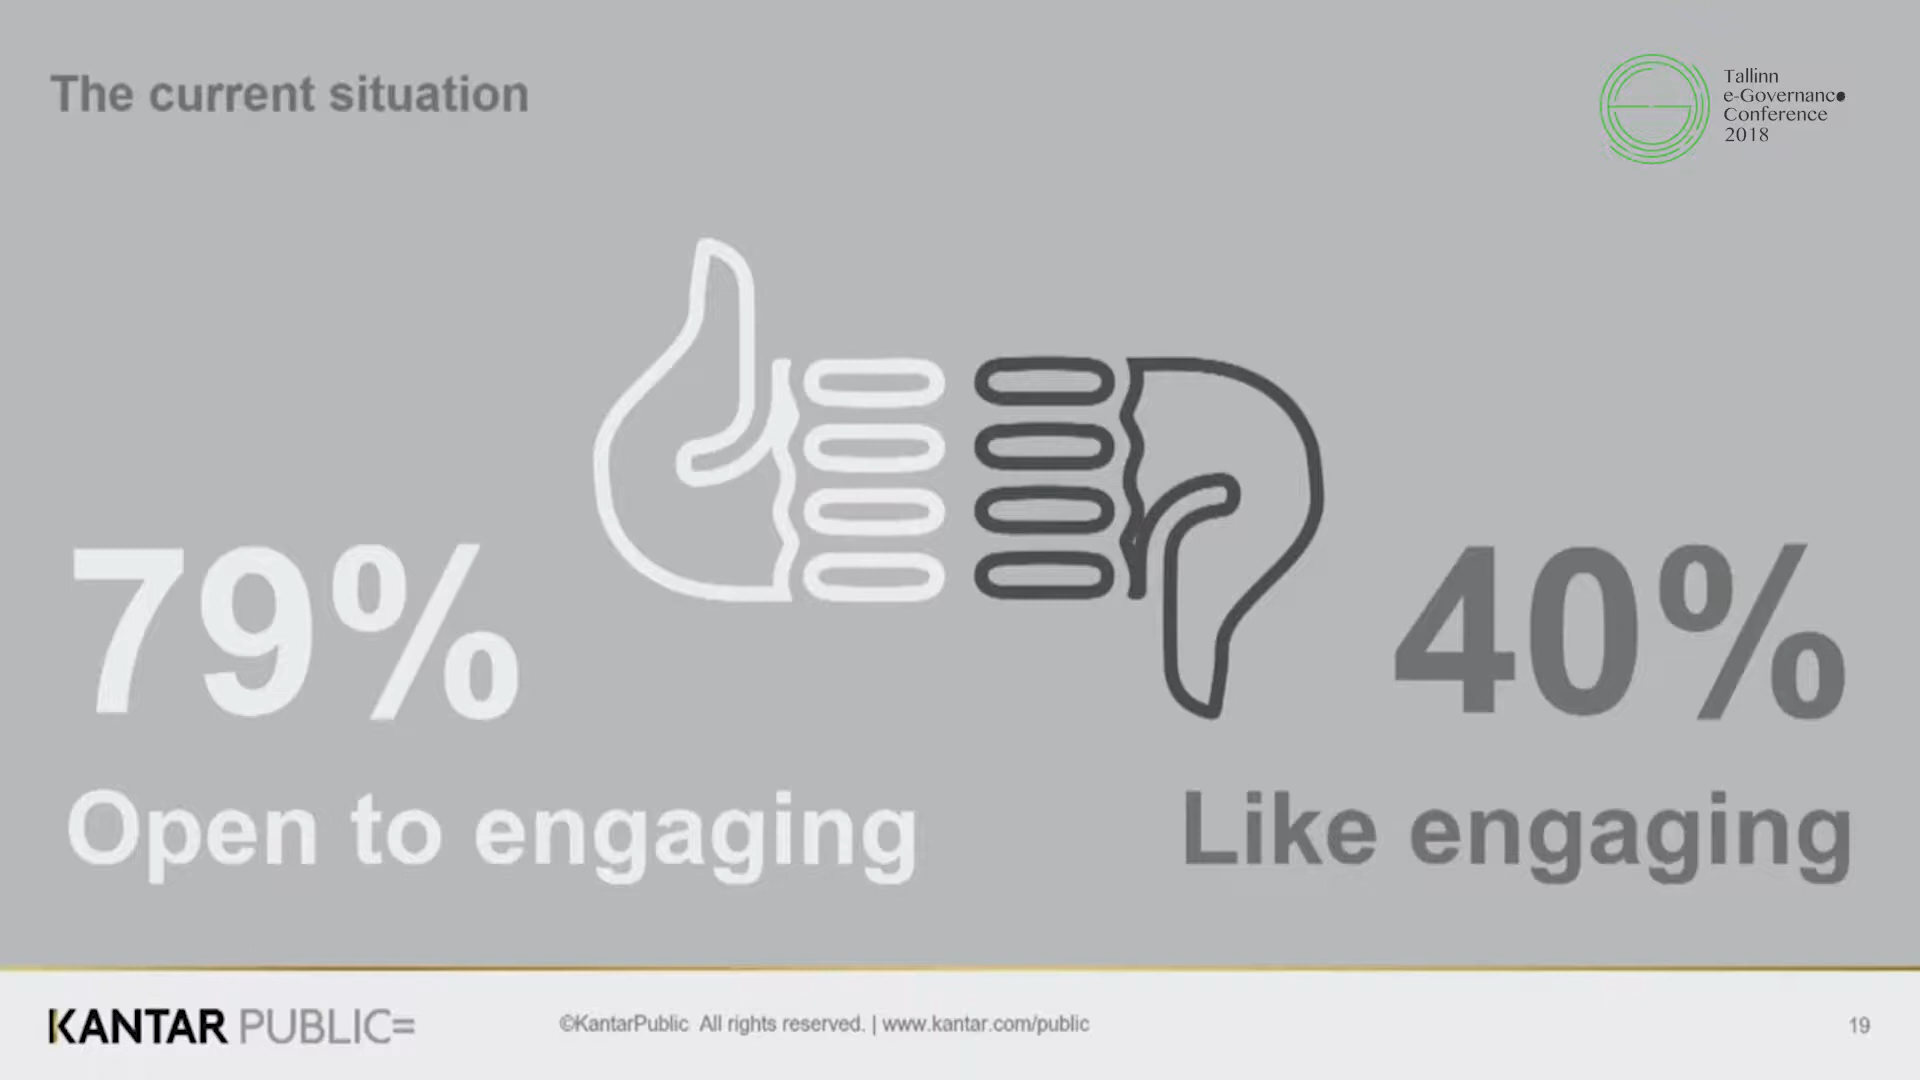 The current situation
Tallinn
e-Governance
Conference
2018
79%
Open to engaging
40%
Like engaging
KANTAR PUBLIC=
©KantarPublic All rights reserved. | www.kantar.com/public
19